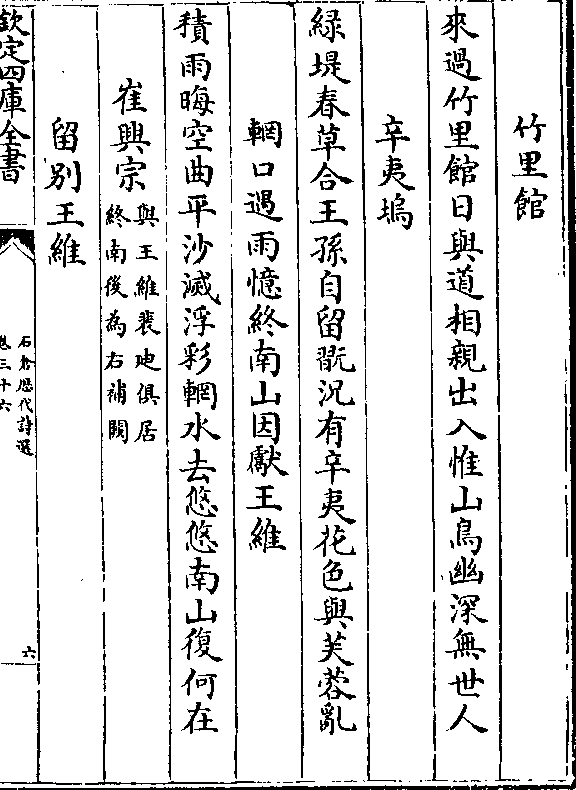 竹里館
來過竹里館日與道相親出入惟山鳥幽深無世人
辛夷塢
緑堤春草合王孫自留翫況有辛夷花色與芙蓉亂
輞口遇雨憶終南山因獻王維
積雨晦空曲平沙滅浮彩輞水去悠悠南山復何在
崔興宗
與王維裴迪俱居
終南後為右補闕
留别王維
欽定四庫全書
石倉歴代詩選
卷三十六
六